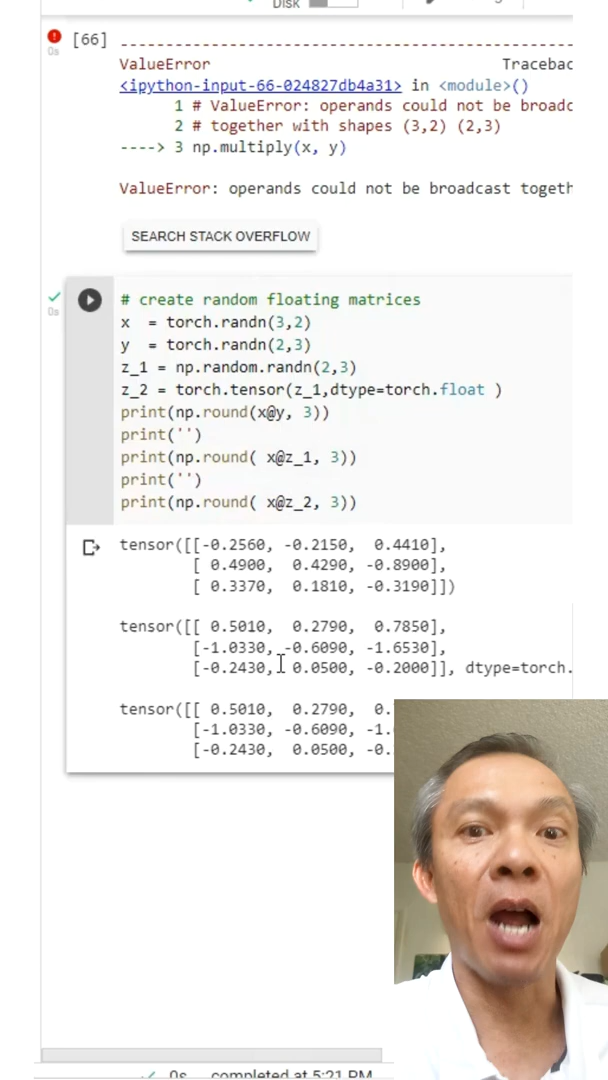 Disk
[66]
ValueError Tracebac
<ipython-input-66-024827db4a31> in <module>()
1 # ValueError: operands could not be broadc
2 # together with shapes (3,2) (2,3)
----> 3 np.multiply(x, y)
ValueError: operands could not be broadcast togeth
SEARCH STACK OVERFLOW
0s
# create random floating matrices
x = torch.randn(3,2)
y = torch.randn(2,3)
z_1 = np.random.randn(2,3)
z_2 = torch.tensor(z_1,dtype=torch.float )
print(np.round(x@y, 3))
print('')
print(np.round( x@z_1, 3))
print('')
print(np.round( x@z_2, 3))
tensor([[-0.2560, -0.2150, 0.4410],
[ 0.4900, 0.4290, -0.8900],
[ 0.3370, 0.1810, -0.3190]])
tensor([[ 0.5010, 0.2790, 0.7850],
[-1.0330, -0.6090, -1.6530],
[-0.2430, 0.0500, -0.2000]], dtype=torch.
tensor([[ 0.5010, 0.2790, 0.
[-1.0330, -0.6090, -1.
[-0.2430, 0.0500, -0.
0s completed at 5:21 PM